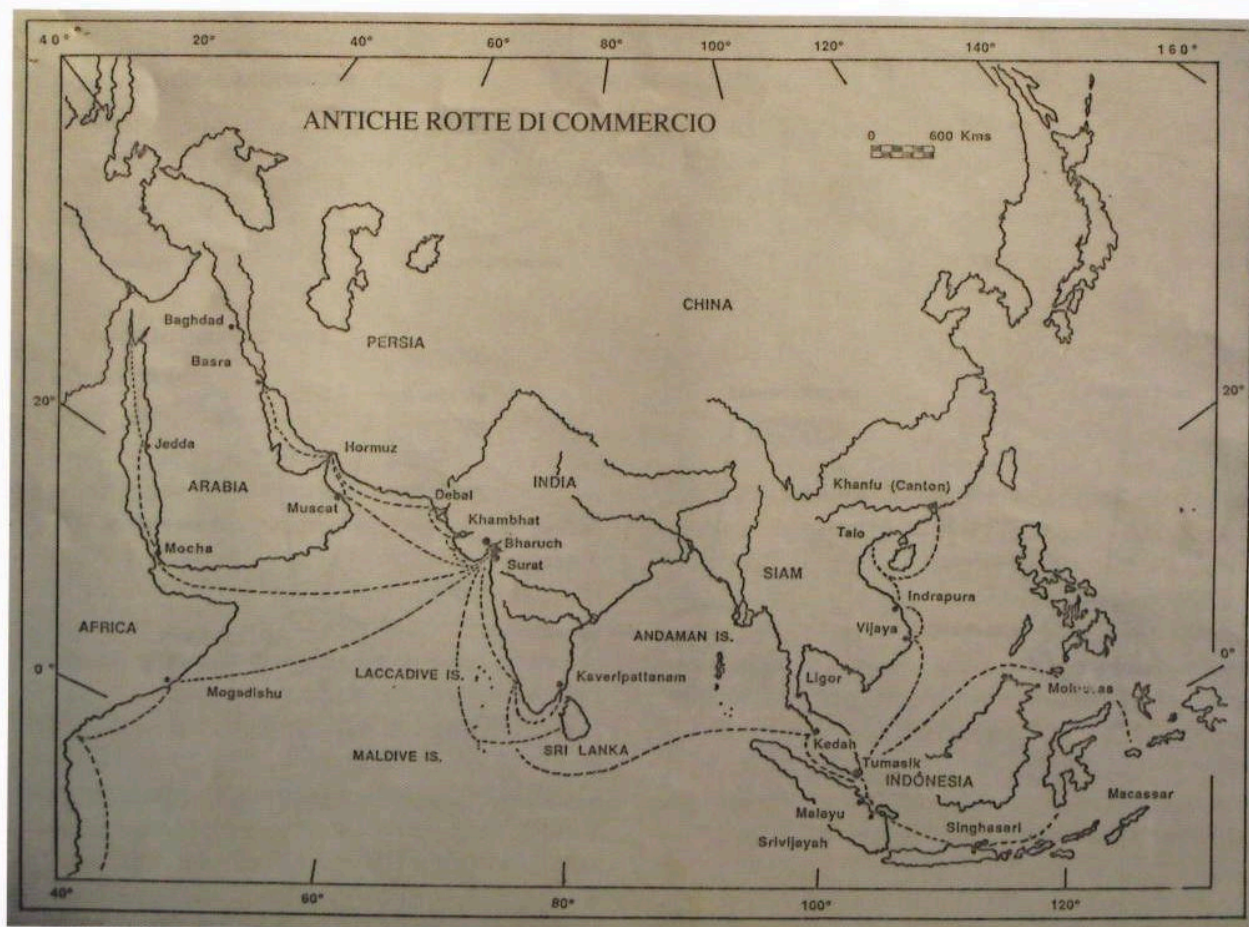 40° 20° 40° 60° 80° 100° 120° 140° 160°
ANTICHE ROTTE DI COMMERCIO
0 600 Kms
CHINA
Baghdad
PERSIA
Basra
20° 20°
Jedda
Hormuz
ARABIA
INDIA
Khanfu (Canton)
Debal
Muscat
Khambhat
Talo
Mocha
Bharuch
Surat
SIAM
Indrapura
AFRICA
ANDAMAN IS.
Vijaya
0° 0°
LACCADIVE IS.
Kaveripattanam
Ligor
Mogadishu
MALDIVE IS.
SRI LANKA
Kedah
Tumasik
INDONESIA
Macassar
Malayu
Singhasari
Srivijayah
40° 60° 80° 100° 120°